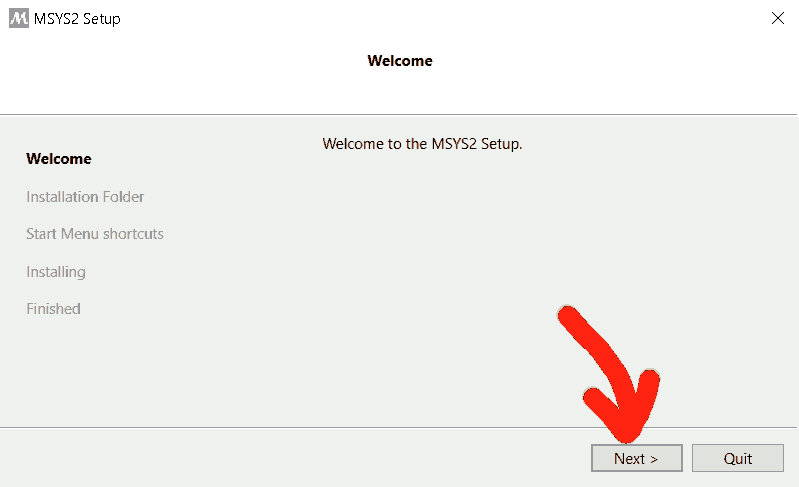 MSYS2 Setup
Welcome
Welcome to the MSYS2 Setup.
Welcome
Installation Folder
Start Menu shortcuts
Installing
Finished
Next >
Quit